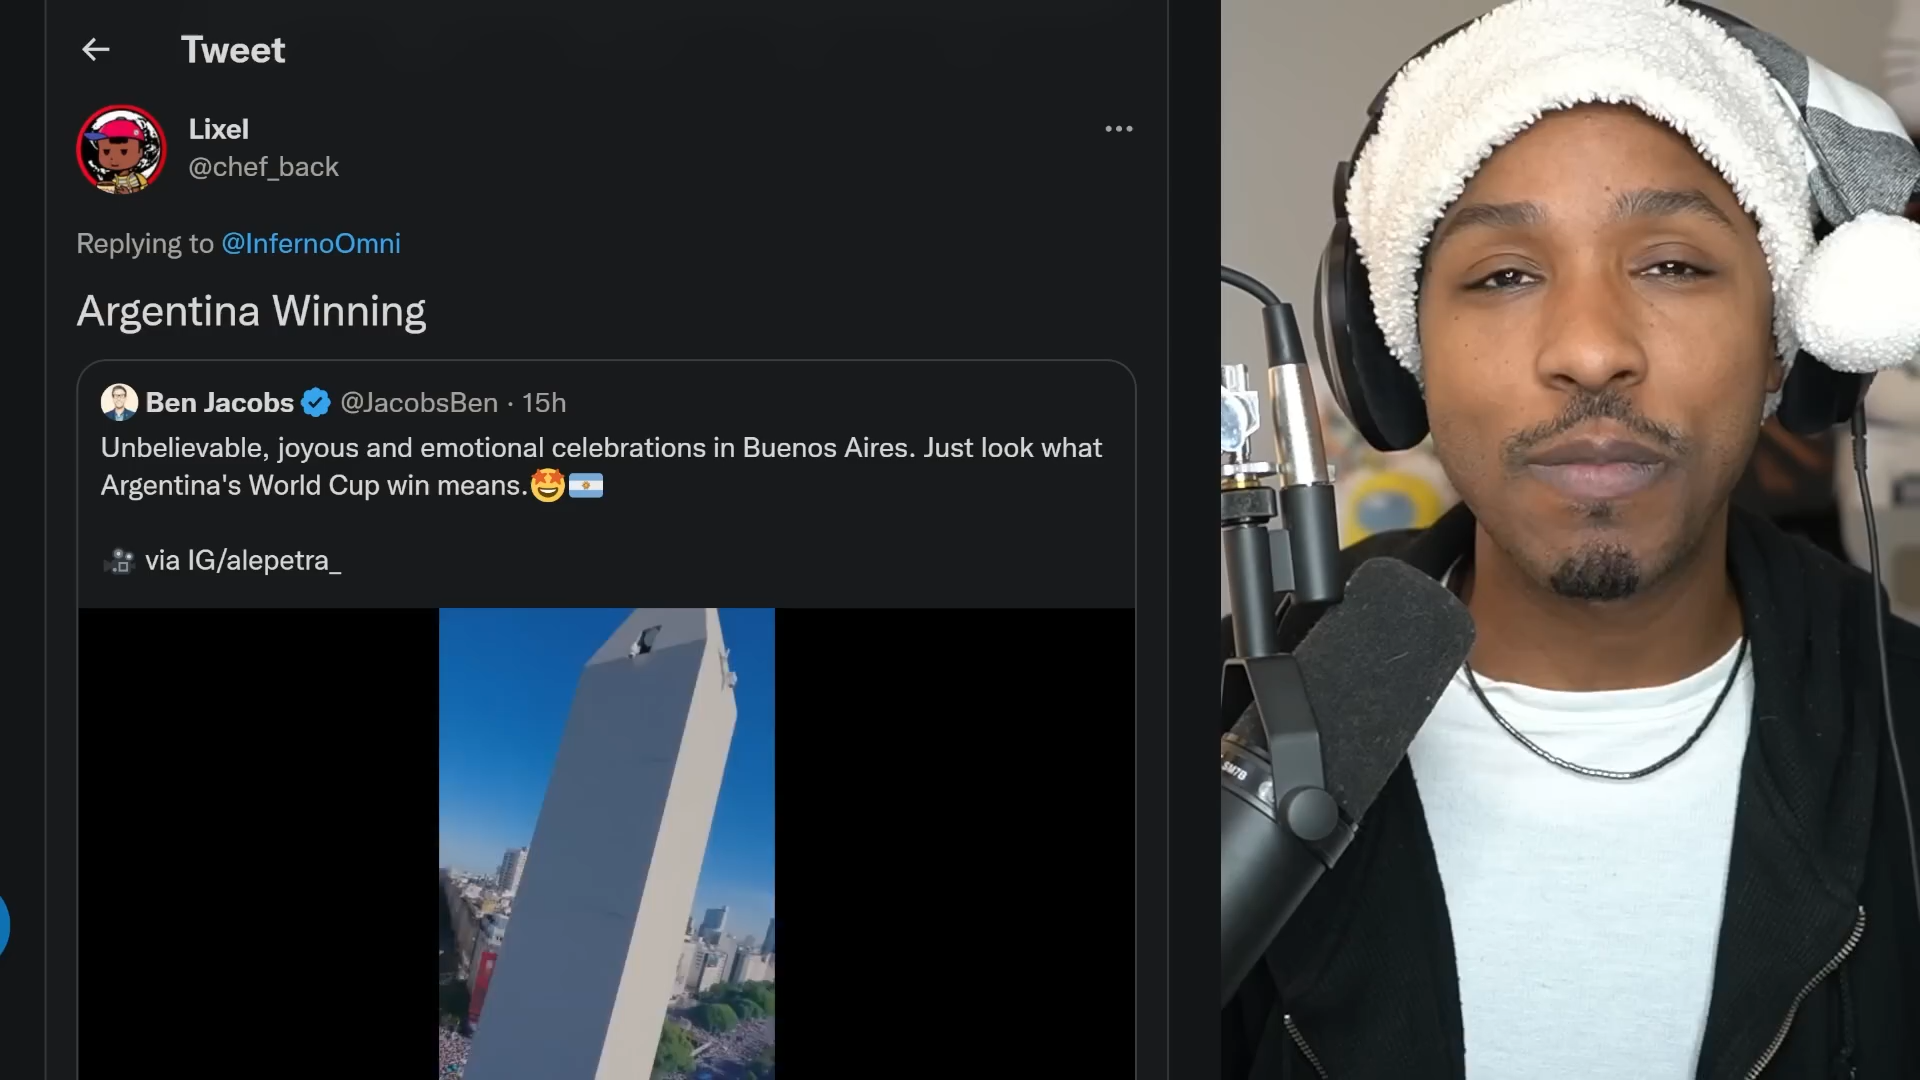 Tweet
Lixel
@chef_back
Replying to @InfernoOmni
Argentina Winning
Ben Jacobs @JacobsBen · 15h
Unbelievable, joyous and emotional celebrations in Buenos Aires. Just look what
Argentina's World Cup win means.🤩🇦🇷
🎥 via IG/alepetra_
SM7B